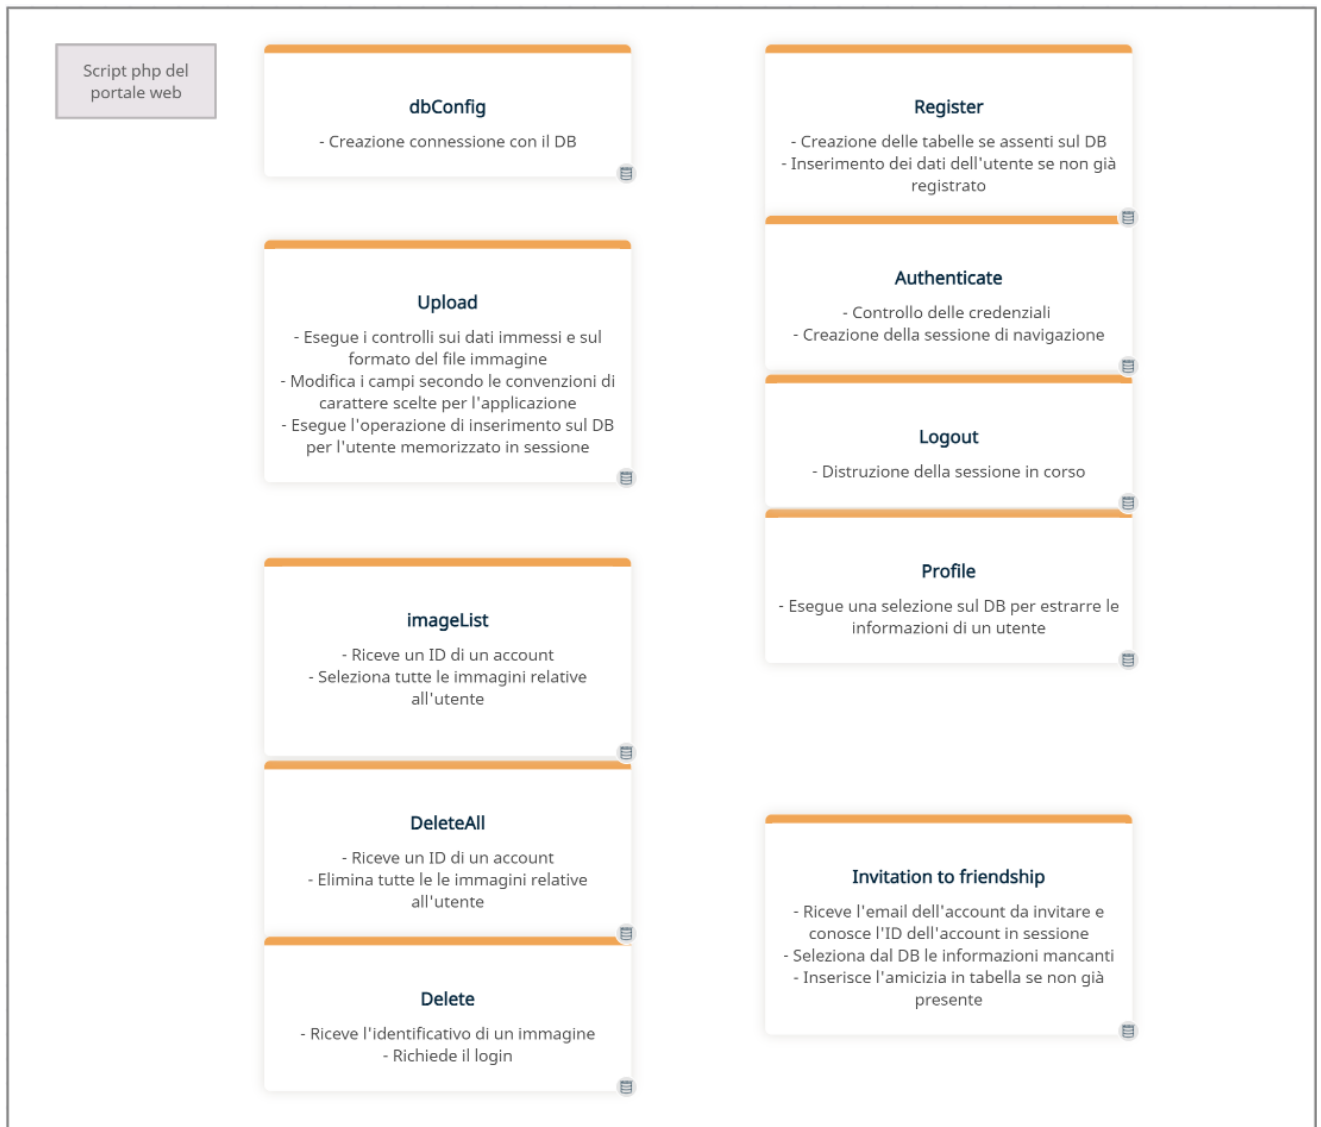 Script php del
portale web
dbConfig
- Creazione connessione con il DB
Upload
- Esegue i controlli sui dati immessi e sul
formato del file immagine
- Modifica i campi secondo le convenzioni di
carattere scelte per l'applicazione
- Esegue l'operazione di inserimento sul DB
per l'utente memorizzato in sessione
imageList
- Riceve un ID di un account
- Seleziona tutte le immagini relative
all'utente
DeleteAll
- Riceve un ID di un account
- Elimina tutte le le immagini relative
all'utente
Delete
- Riceve l'identificativo di un immagine
- Richiede il login
Register
- Creazione delle tabelle se assenti sul DB
- Inserimento dei dati dell'utente se non già
registrato
Authenticate
- Controllo delle credenziali
- Creazione della sessione di navigazione
Logout
- Distruzione della sessione in corso
Profile
- Esegue una selezione sul DB per estrarre le
informazioni di un utente
Invitation to friendship
- Riceve l'email dell'account da invitare e
conosce l'ID dell'account in sessione
- Seleziona dal DB le informazioni mancanti
- Inserisce l'amicizia in tabella se non già
presente